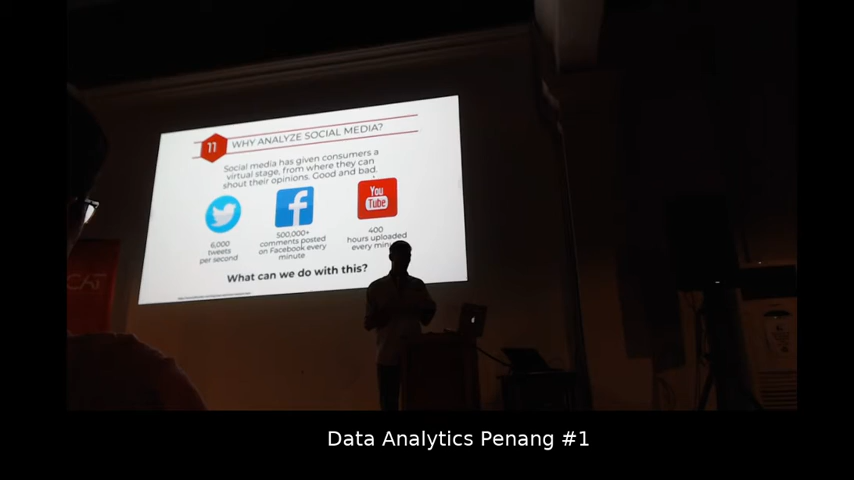 11
WHY ANALYZE SOCIAL MEDIA?
Social media has given consumers a
virtual stage, from where they can
shout their opinions. Good and bad.
You
Tube
6,000
tweets
per second
500,000+
comments posted
on Facebook every
minute
400
hours uploaded
every
What can we do with this?
CAT
Data Analytics Penang #1